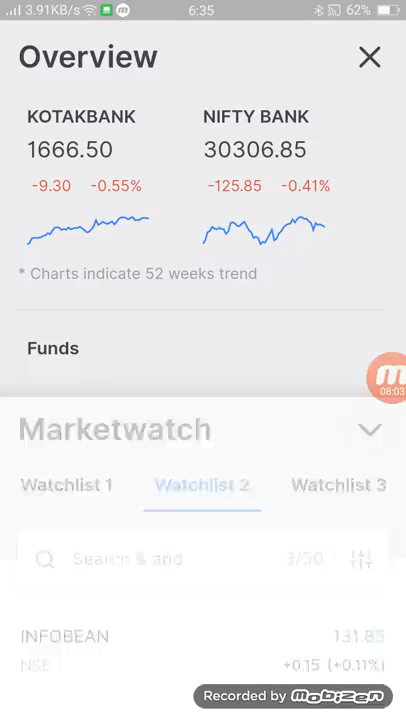 3.91KB/s 6:35 62%
Overview
KOTAKBANK NIFTY BANK
1666.50 30306.85
-9.30 -0.55% -125.85 -0.41%
* Charts indicate 52 weeks trend
Funds
08:03
Marketwatch
Watchlist 1 Watchlist 2 Watchlist 3
Search & add 3/50
INFOBEAN 131.85
NSE +0.15 (+0.11%)
Recorded by mobizen